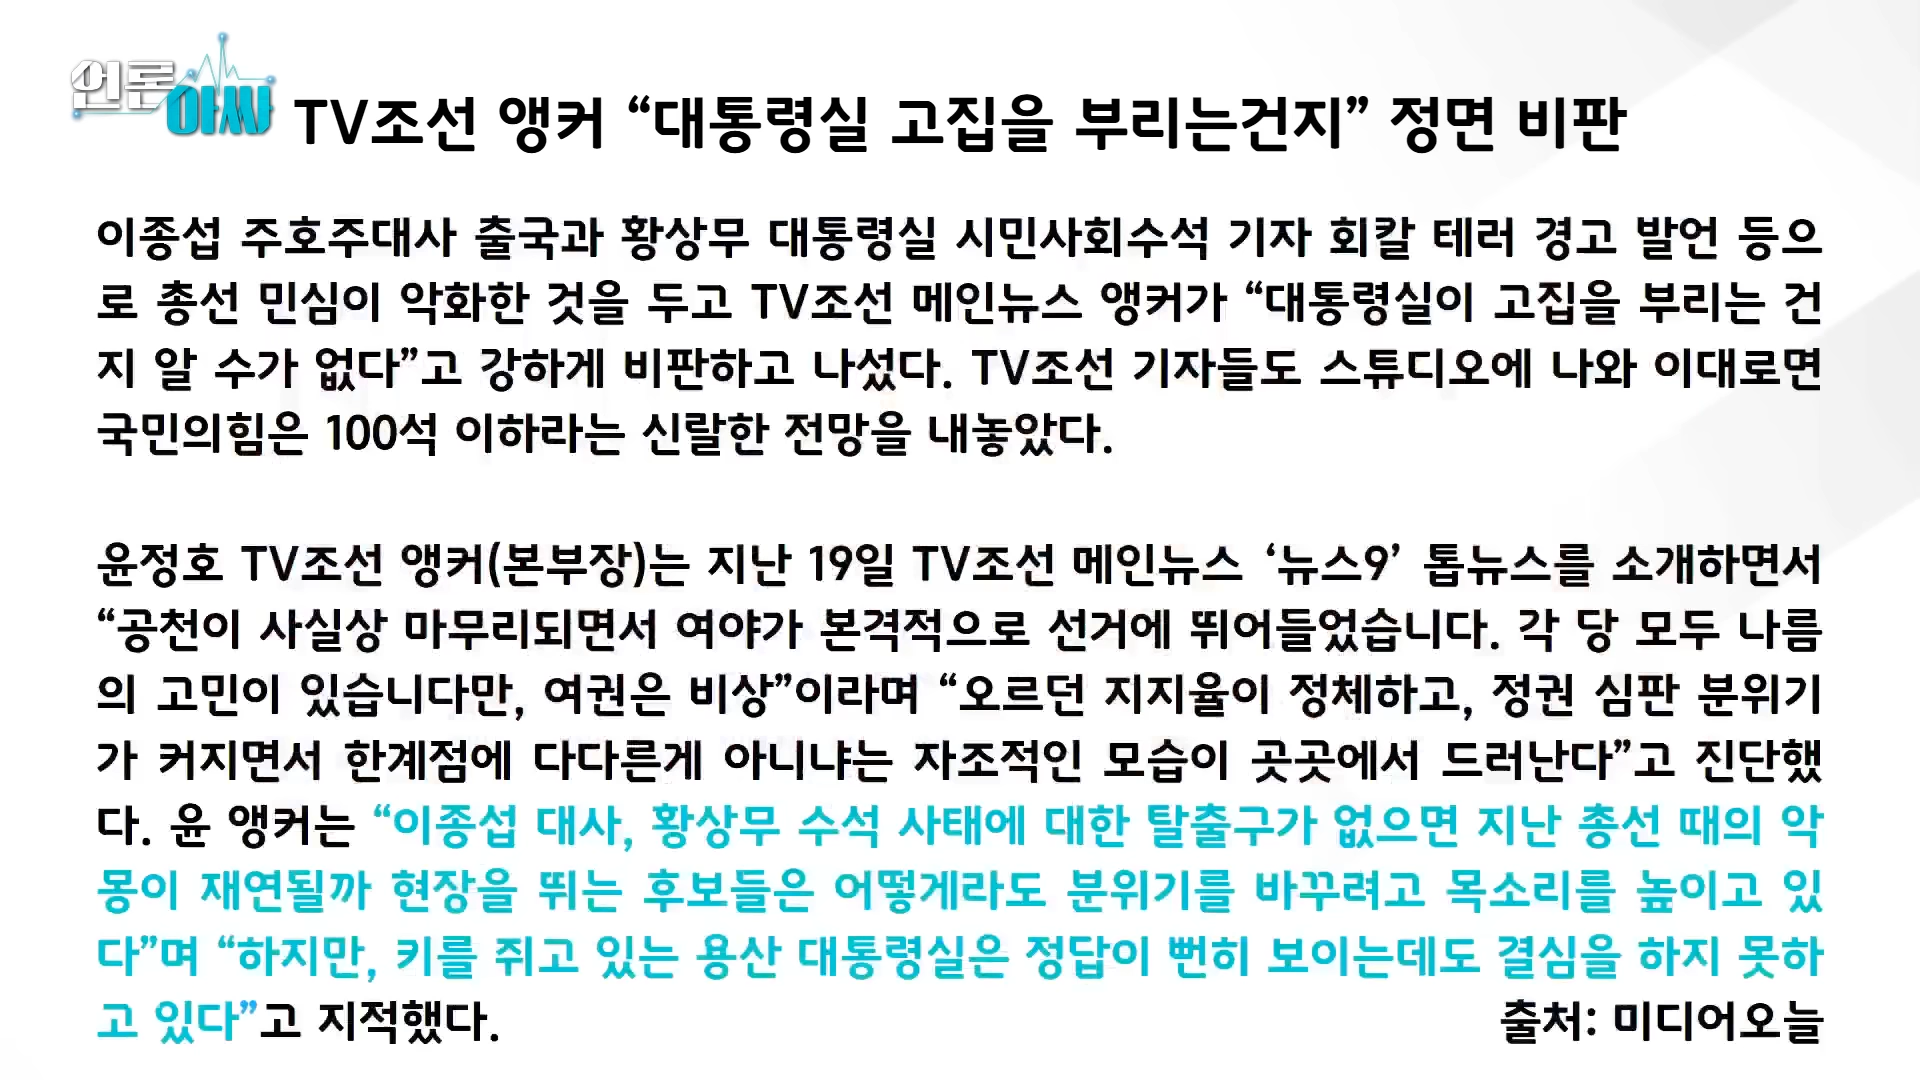 언론아싸
TV조선 앵커 “대통령실 고집을 부리는건지” 정면 비판
이종섭 주호주대사 출국과 황상무 대통령실 시민사회수석 기자 회칼 테러 경고 발언 등으
로 총선 민심이 악화한 것을 두고 TV조선 메인뉴스 앵커가 “대통령실이 고집을 부리는 건
지 알 수가 없다”고 강하게 비판하고 나섰다. TV조선 기자들도 스튜디오에 나와 이대로면
국민의힘은 100석 이하라는 신랄한 전망을 내놓았다.
윤정호 TV조선 앵커(본부장)는 지난 19일 TV조선 메인뉴스 ‘뉴스9’ 톱뉴스를 소개하면서
“공천이 사실상 마무리되면서 여야가 본격적으로 선거에 뛰어들었습니다. 각 당 모두 나름
의 고민이 있습니다만, 여권은 비상”이라며 “오르던 지지율이 정체하고, 정권 심판 분위기
가 커지면서 한계점에 다다른게 아니냐는 자조적인 모습이 곳곳에서 드러난다”고 진단했
다. 윤 앵커는 “이종섭 대사, 황상무 수석 사태에 대한 탈출구가 없으면 지난 총선 때의 악
몽이 재연될까 현장을 뛰는 후보들은 어떻게라도 분위기를 바꾸려고 목소리를 높이고 있
다”며 “하지만, 키를 쥐고 있는 용산 대통령실은 정답이 뻔히 보이는데도 결심을 하지 못하
고 있다”고 지적했다. 출처: 미디어오늘